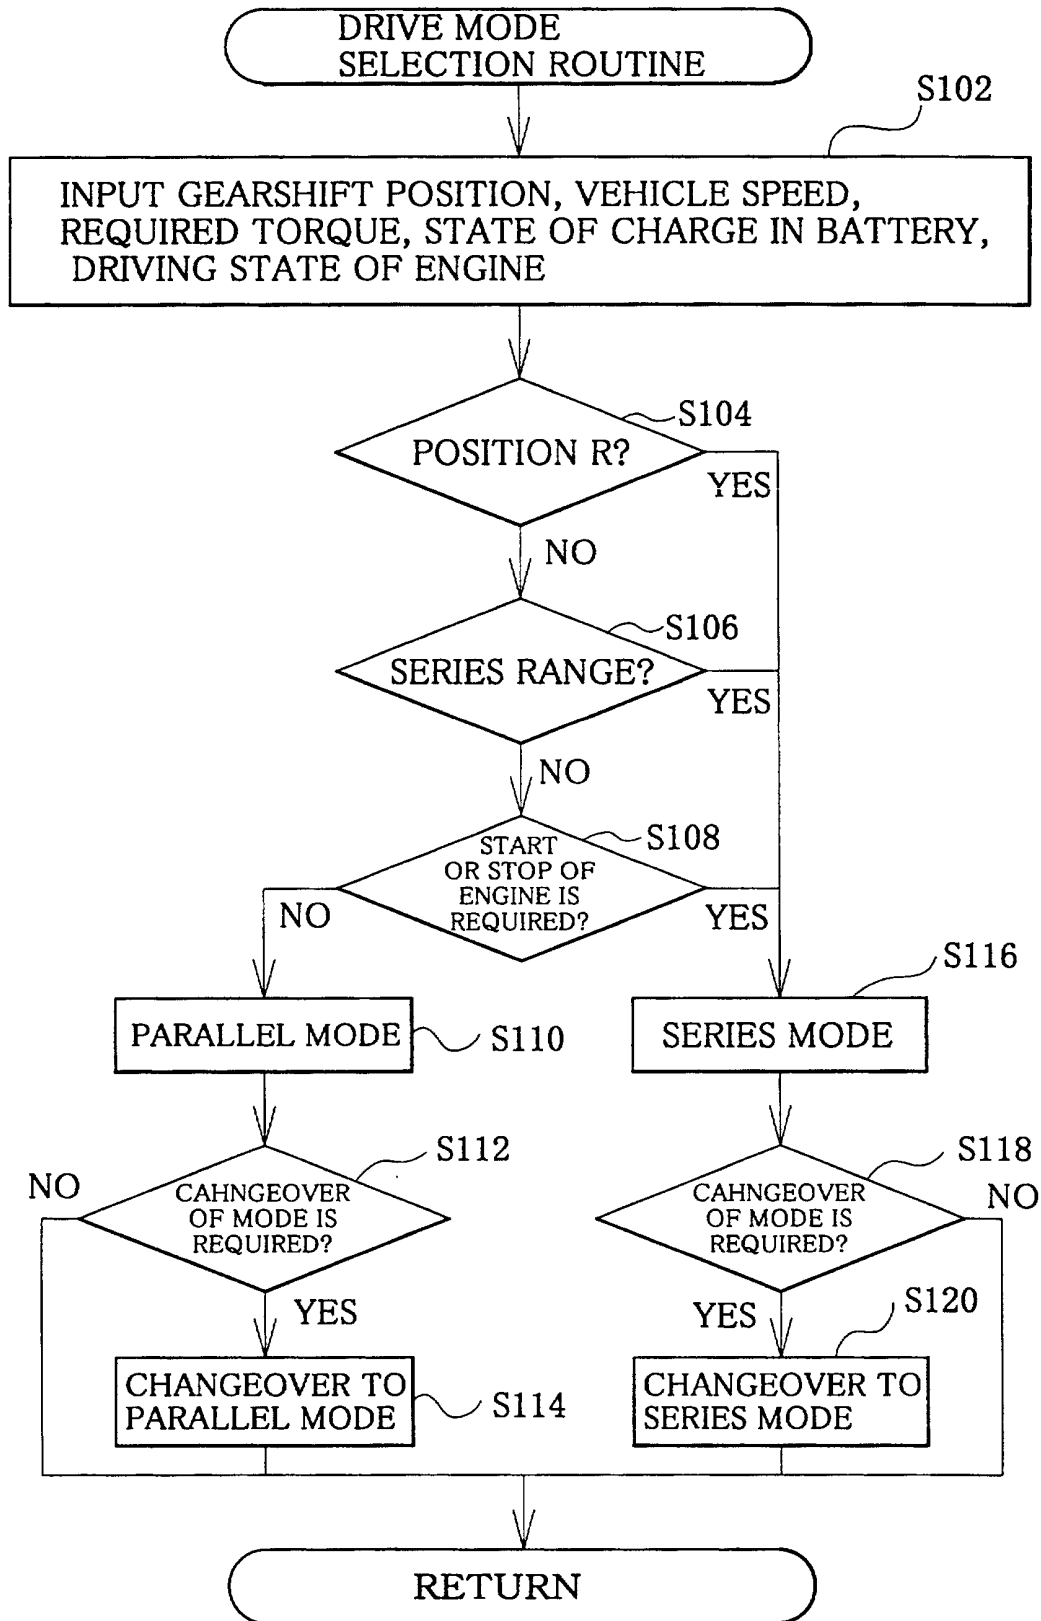 DRIVE MODE
SELECTION ROUTINE
S102
INPUT GEARSHIFT POSITION, VEHICLE SPEED,
REQUIRED TORQUE, STATE OF CHARGE IN BATTERY,
DRIVING STATE OF ENGINE
S104
POSITION R?
YES
NO
S106
SERIES RANGE?
YES
NO
S108
START
OR STOP OF
ENGINE IS
REQUIRED?
NO
YES
S116
PARALLEL MODE
S110
SERIES MODE
S112
S118
NO
CAHNGEOVER
OF MODE IS
REQUIRED?
CAHNGEOVER
OF MODE IS
REQUIRED?
NO
YES
YES
S120
CHANGEOVER TO
PARALLEL MODE
S114
CHANGEOVER TO
SERIES MODE
RETURN